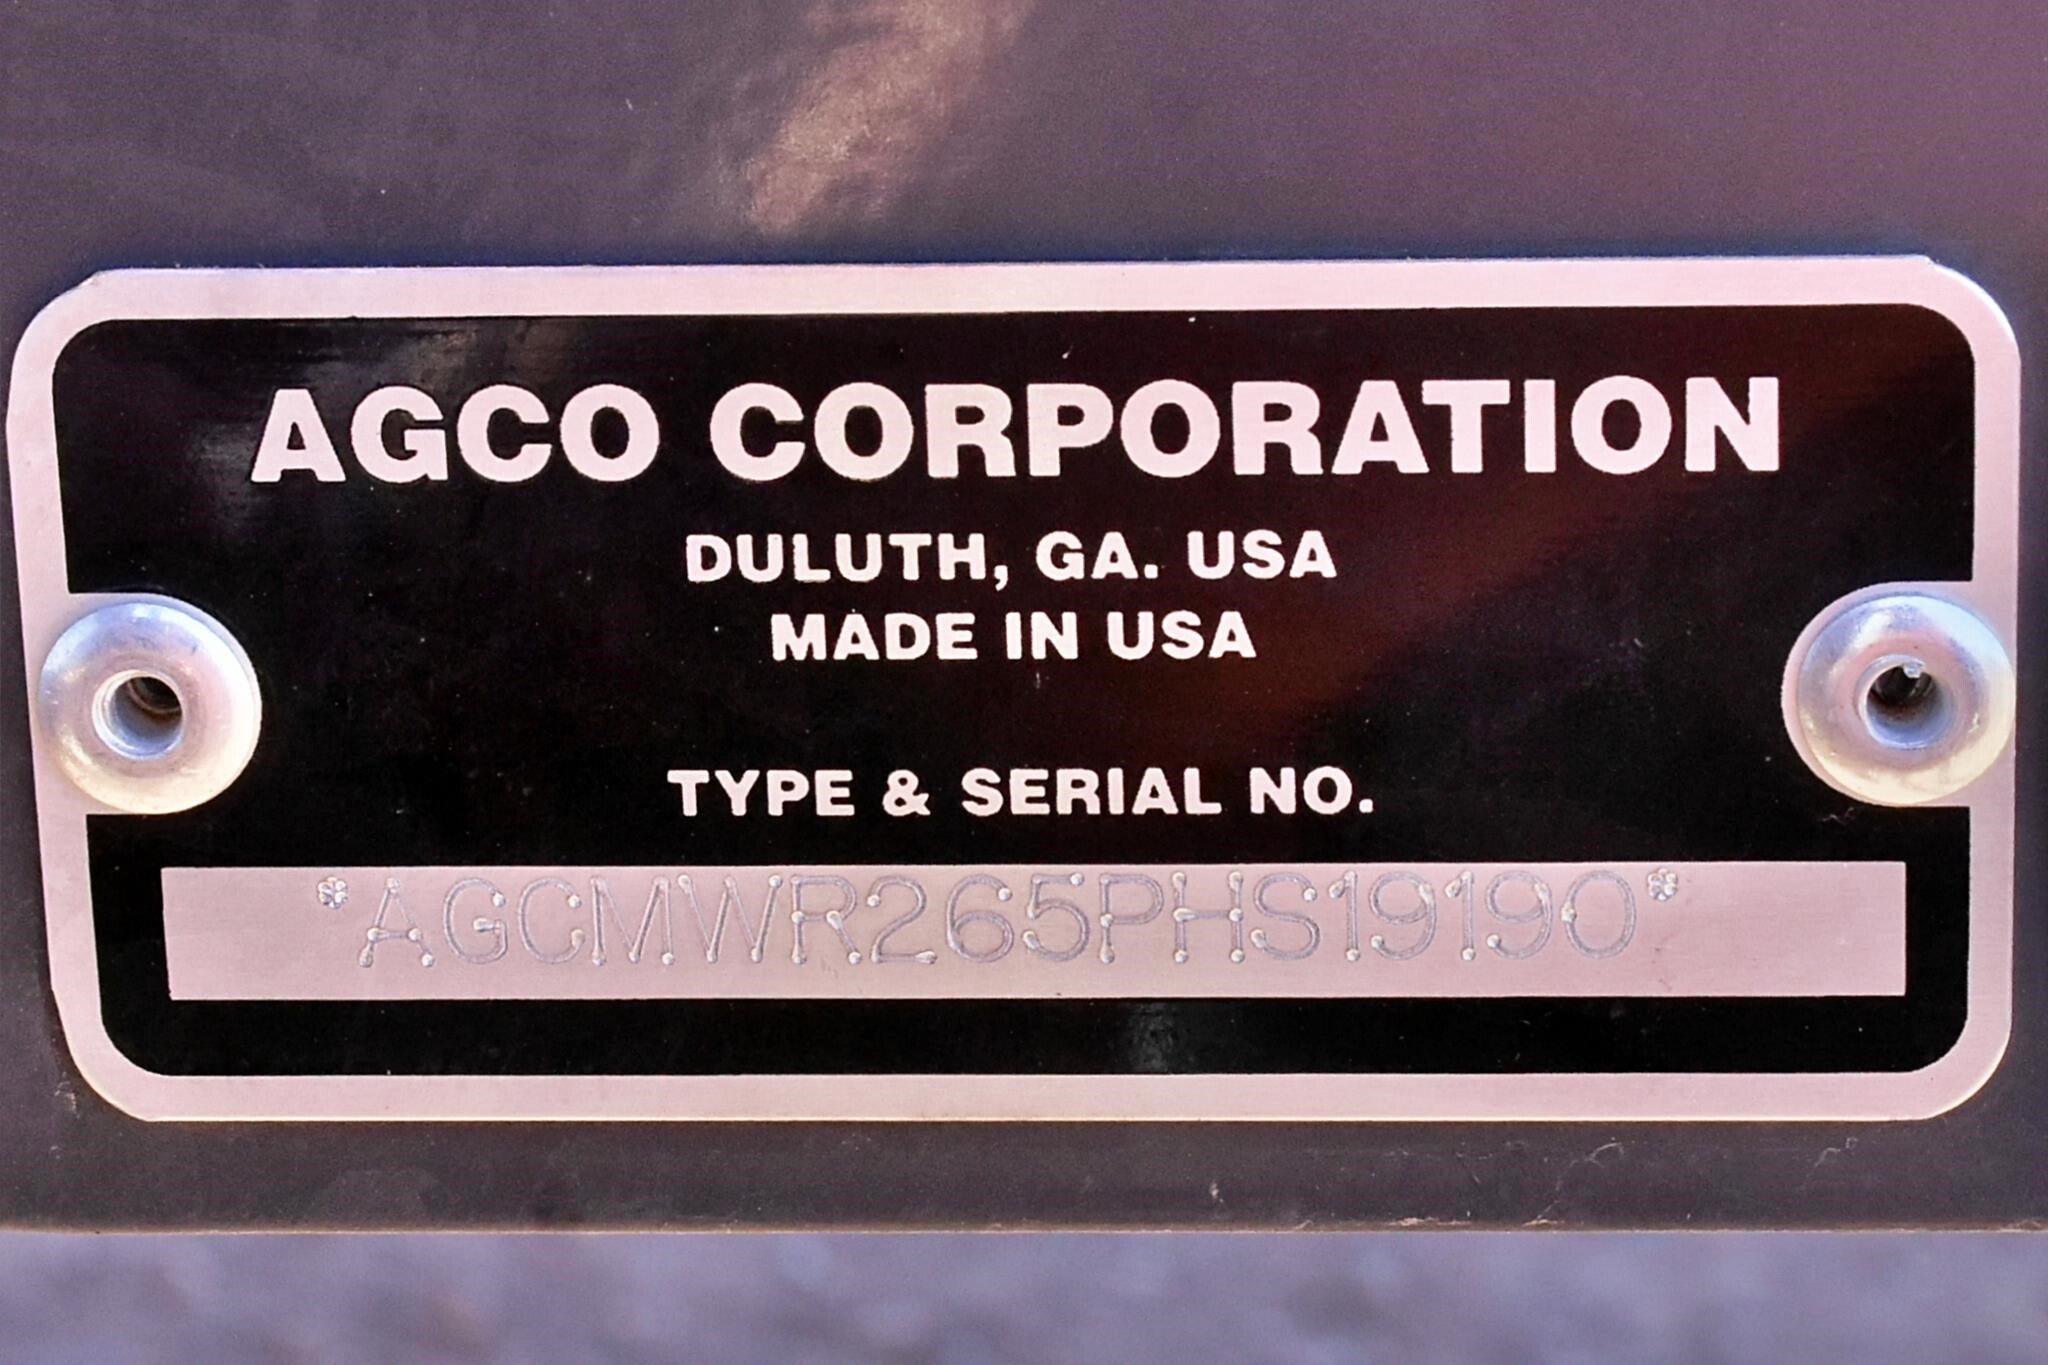 AGCO CORPORATION
DULUTH, GA. USA
MADE IN USA
TYPE & SERIAL NO.
*AGCMWR265PHS19190*